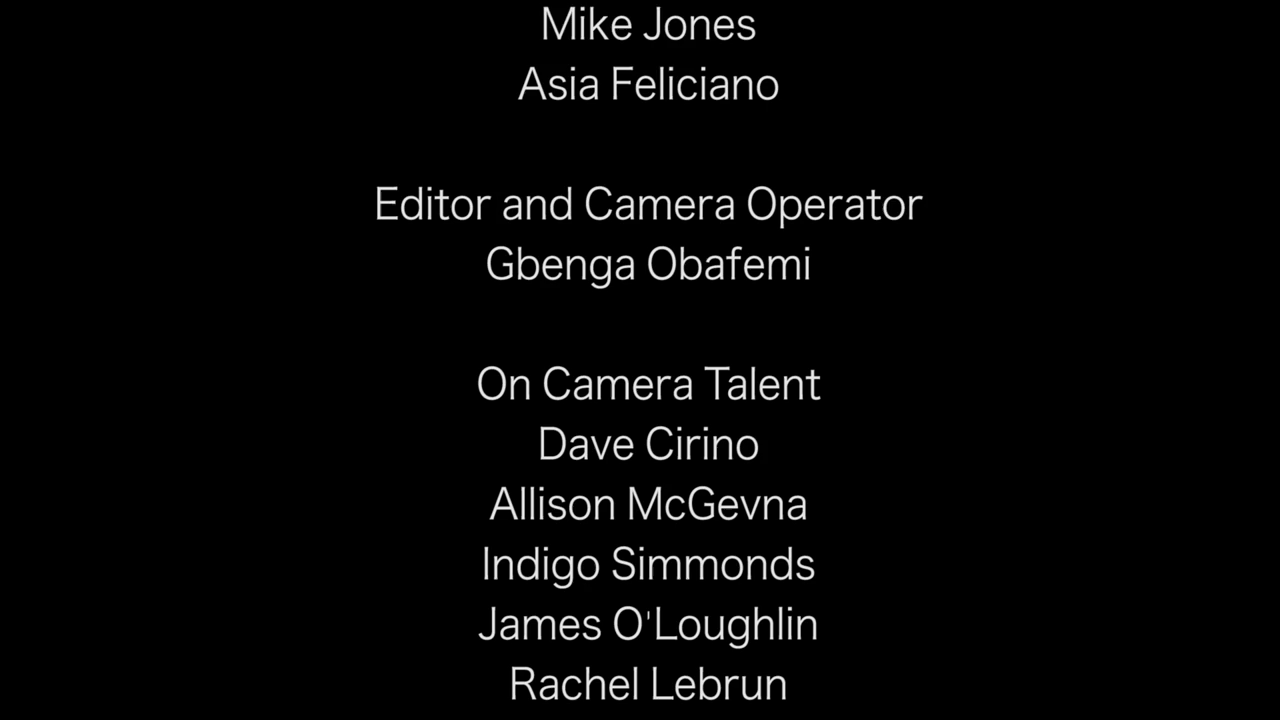 Mike Jones
Asia Feliciano
Editor and Camera Operator
Gbenga Obafemi
On Camera Talent
Dave Cirino
Allison McGevna
Indigo Simmonds
James O'Loughlin
Rachel Lebrun